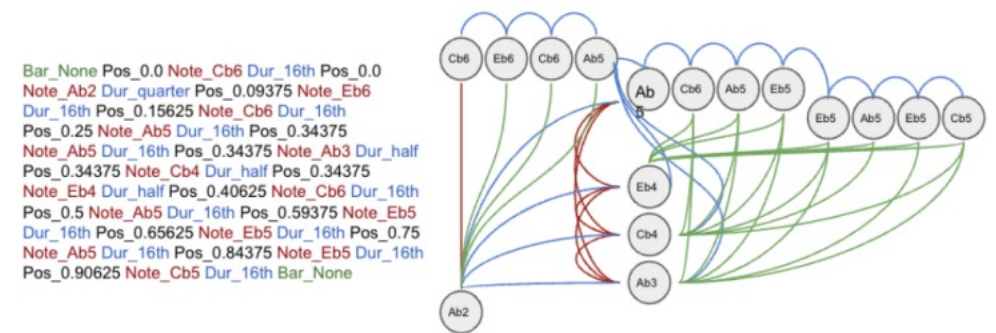 Bar_None Pos_0.0 Note_Cb6 Dur_16th Pos_0.0
Note_Ab2 Dur_quarter Pos_0.09375 Note_Eb6
Dur_16th Pos_0.15625 Note_Cb6 Dur_16th
Pos_0.25 Note_Ab5 Dur_16th Pos_0.34375
Note_Ab5 Dur_16th Pos_0.34375 Note_Ab3 Dur_half
Pos_0.34375 Note_Cb4 Dur_half Pos_0.34375
Note_Eb4 Dur_half Pos_0.40625 Note_Cb6 Dur_16th
Pos_0.5 Note_Ab5 Dur_16th Pos_0.59375 Note_Eb5
Dur_16th Pos_0.65625 Note_Eb5 Dur_16th Pos_0.75
Note_Ab5 Dur_16th Pos_0.84375 Note_Eb5 Dur_16th
Pos_0.90625 Note_Cb5 Dur_16th Bar_None
Cb6 Eb6 Cb6 Ab5
Ab
5
Cb6 Ab5 Eb5
Eb5 Ab5 Eb5 Cb5
Eb4
Cb4
Ab3
Ab2